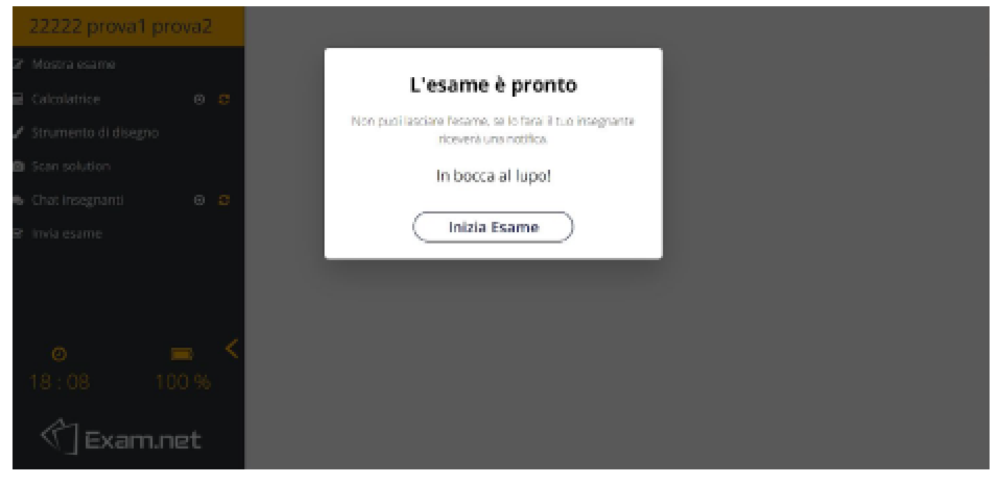 22222 prova1 prova2
Mostra esame
Calcolatrice
Strumento di disegno
Scan solution
Chat insegnanti
Invia esame
18 : 08
100 %
Exam.net
L'esame è pronto
Non puoi lasciare l'esame, se lo farai il tuo insegnante
riceverà una notifica.
In bocca al lupo!
Inizia Esame